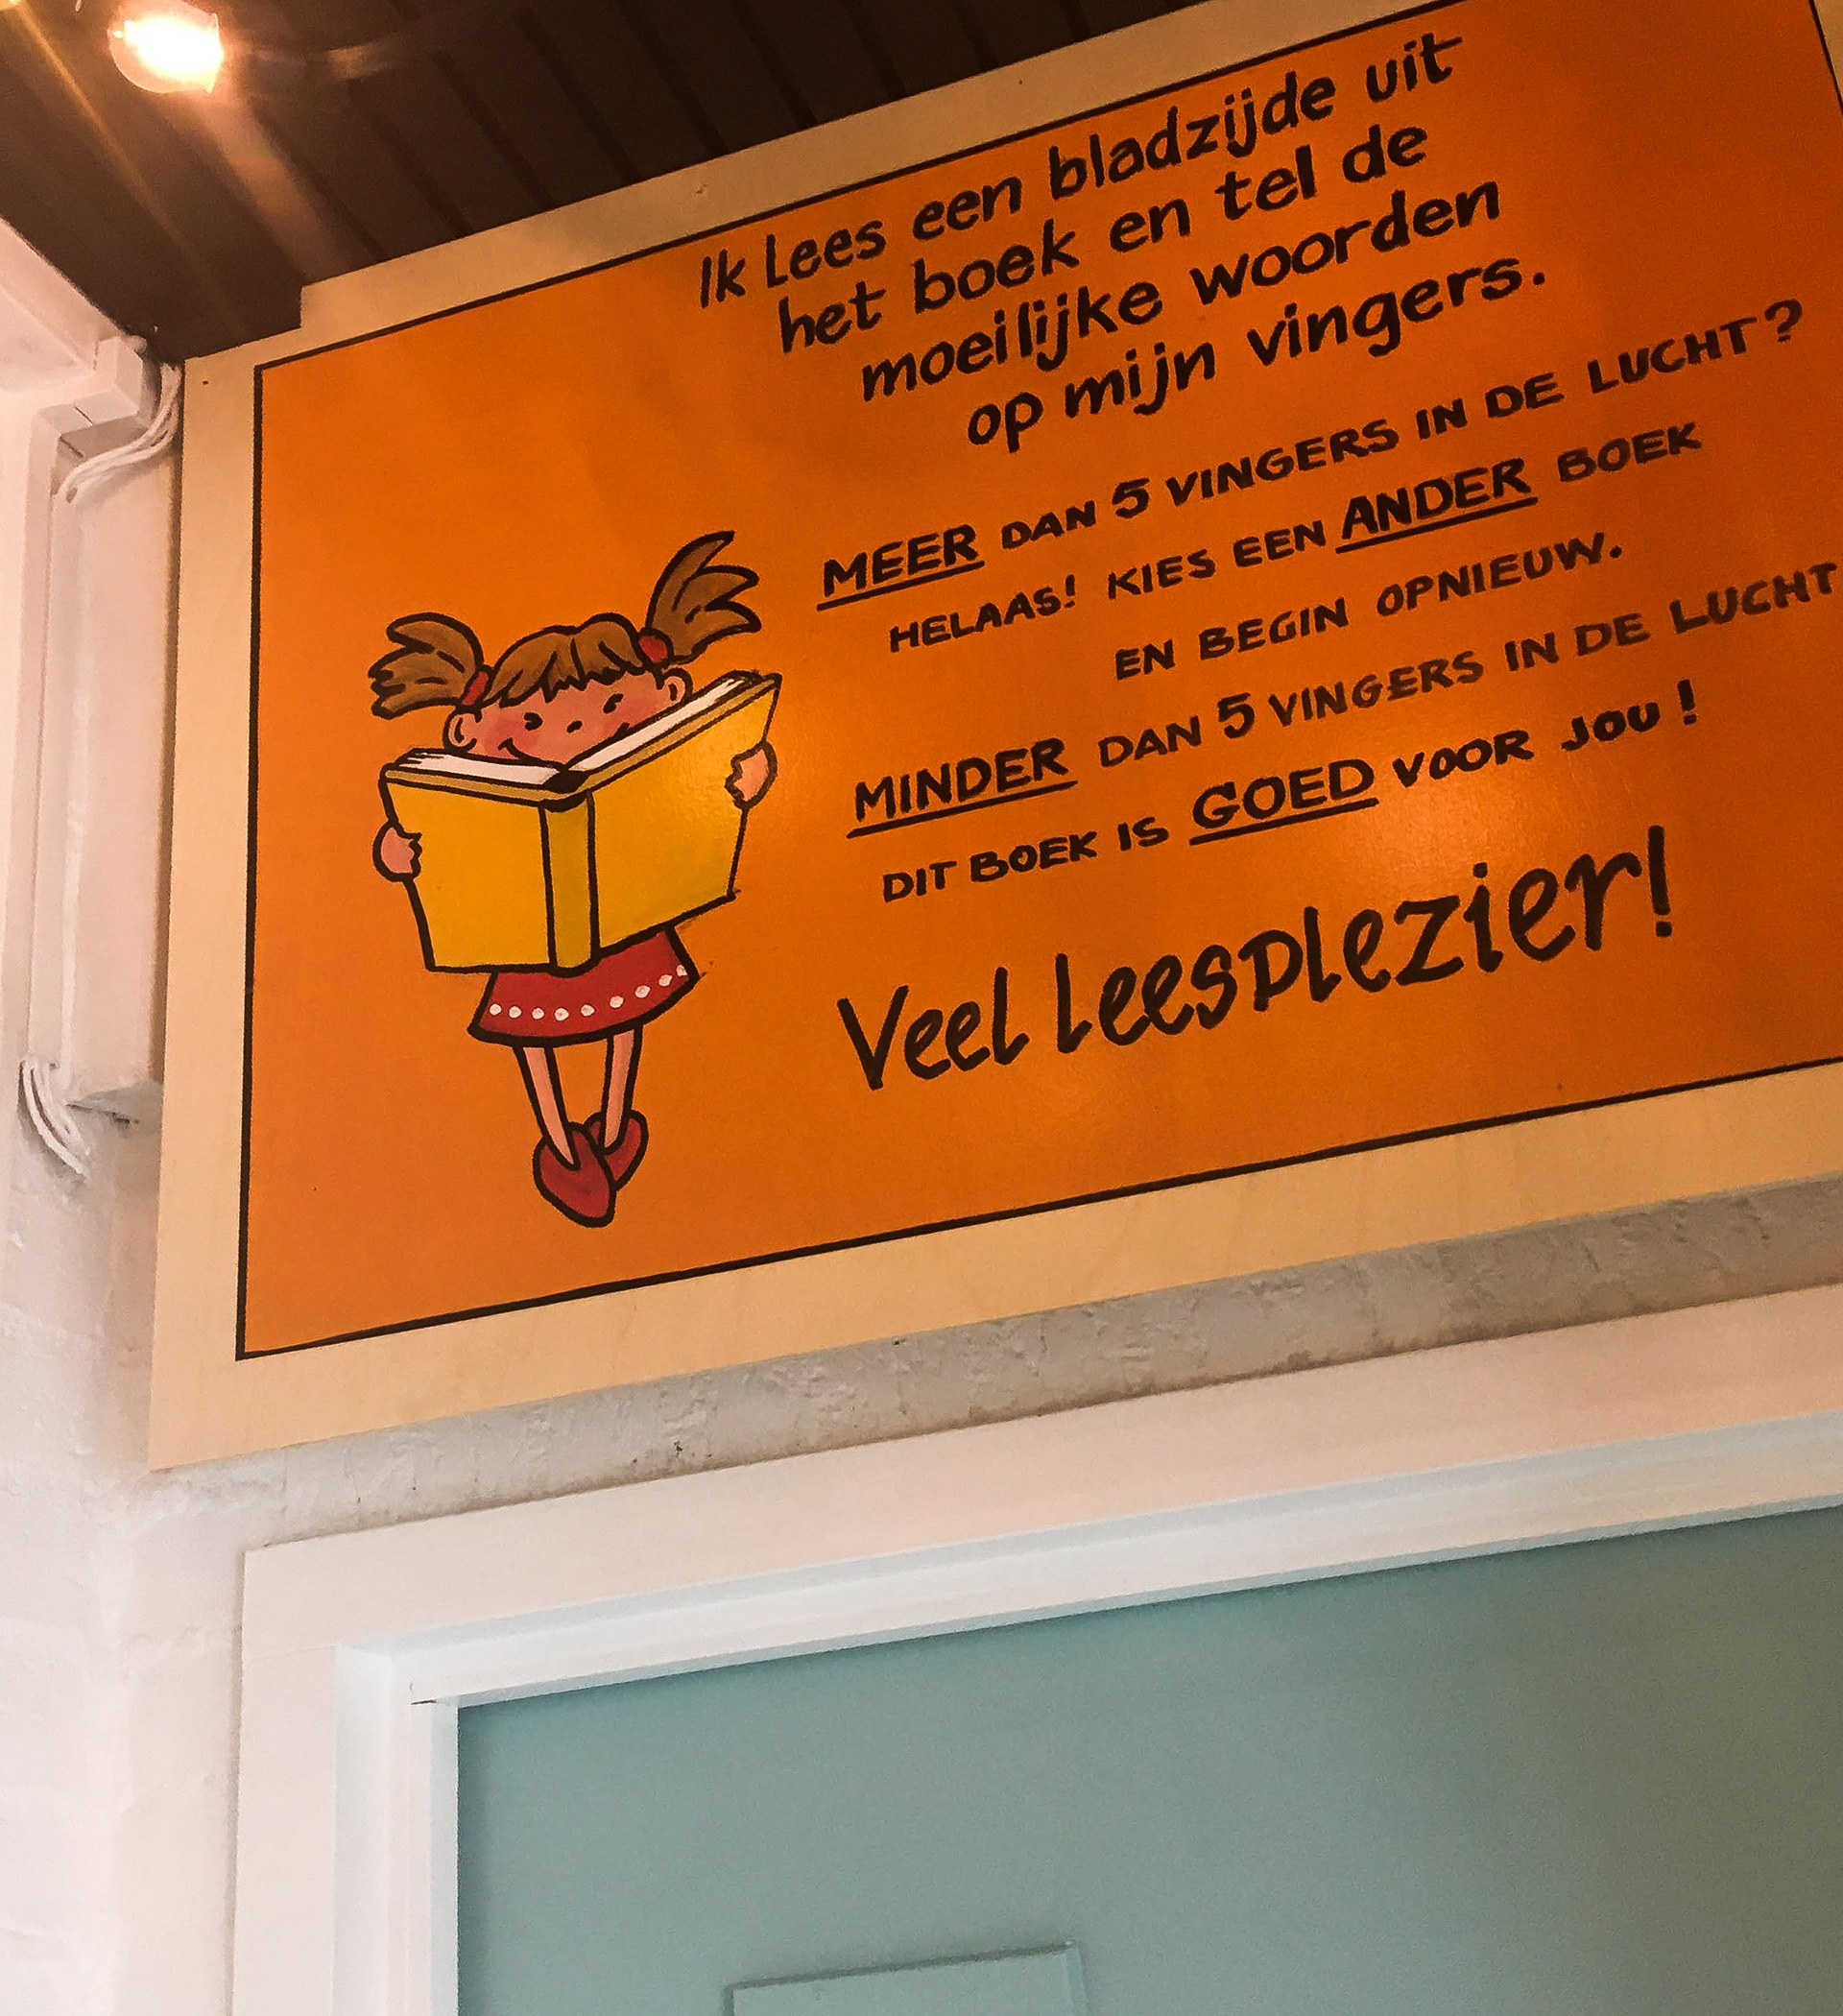 Ik Lees een bladzijde uit
het boek en tel de
moeilijke woorden
op mijn vingers.
MEER DAN 5 VINGERS IN DE LUCHT?
HELAAS! KIES EEN ANDER BOEK
EN BEGIN OPNIEUW.
MINDER DAN 5 VINGERS IN DE LUCHT
DIT BOEK IS GOED VOOR JOU!
Veel Leesplezier!